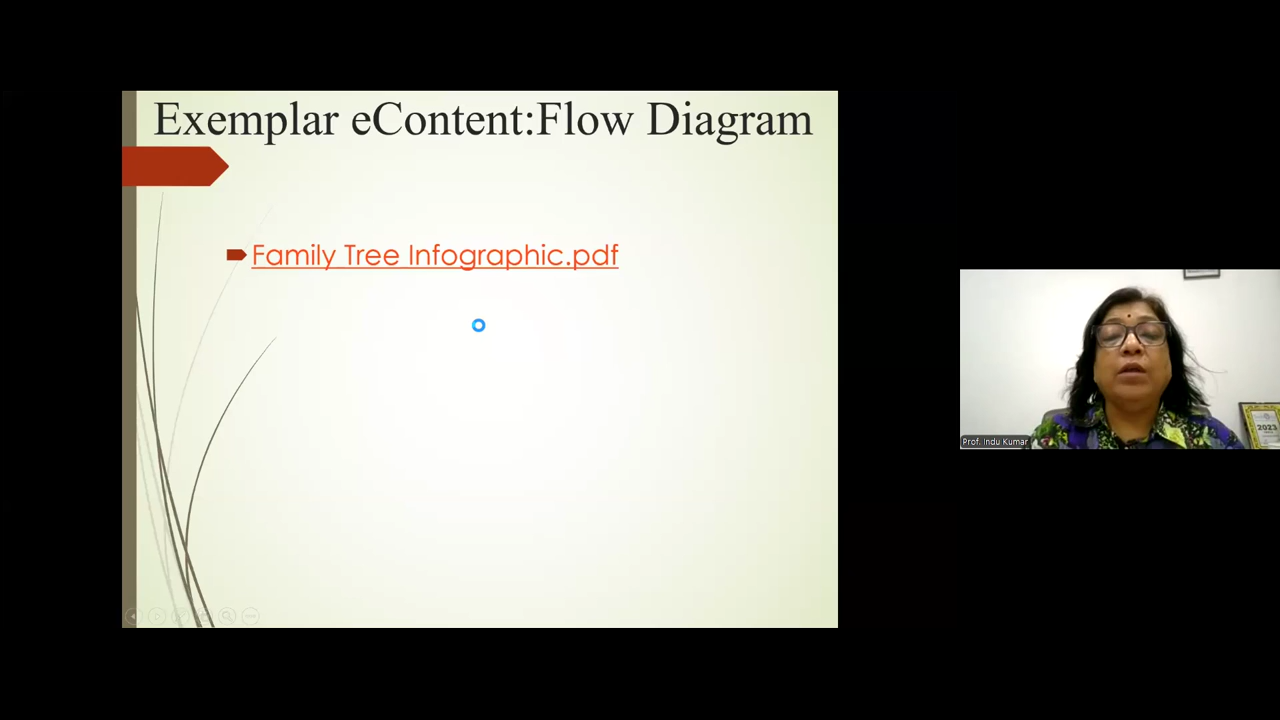 Exemplar eContent:Flow Diagram
Family Tree Infographic.pdf
Prof. Indu Kumar
2023